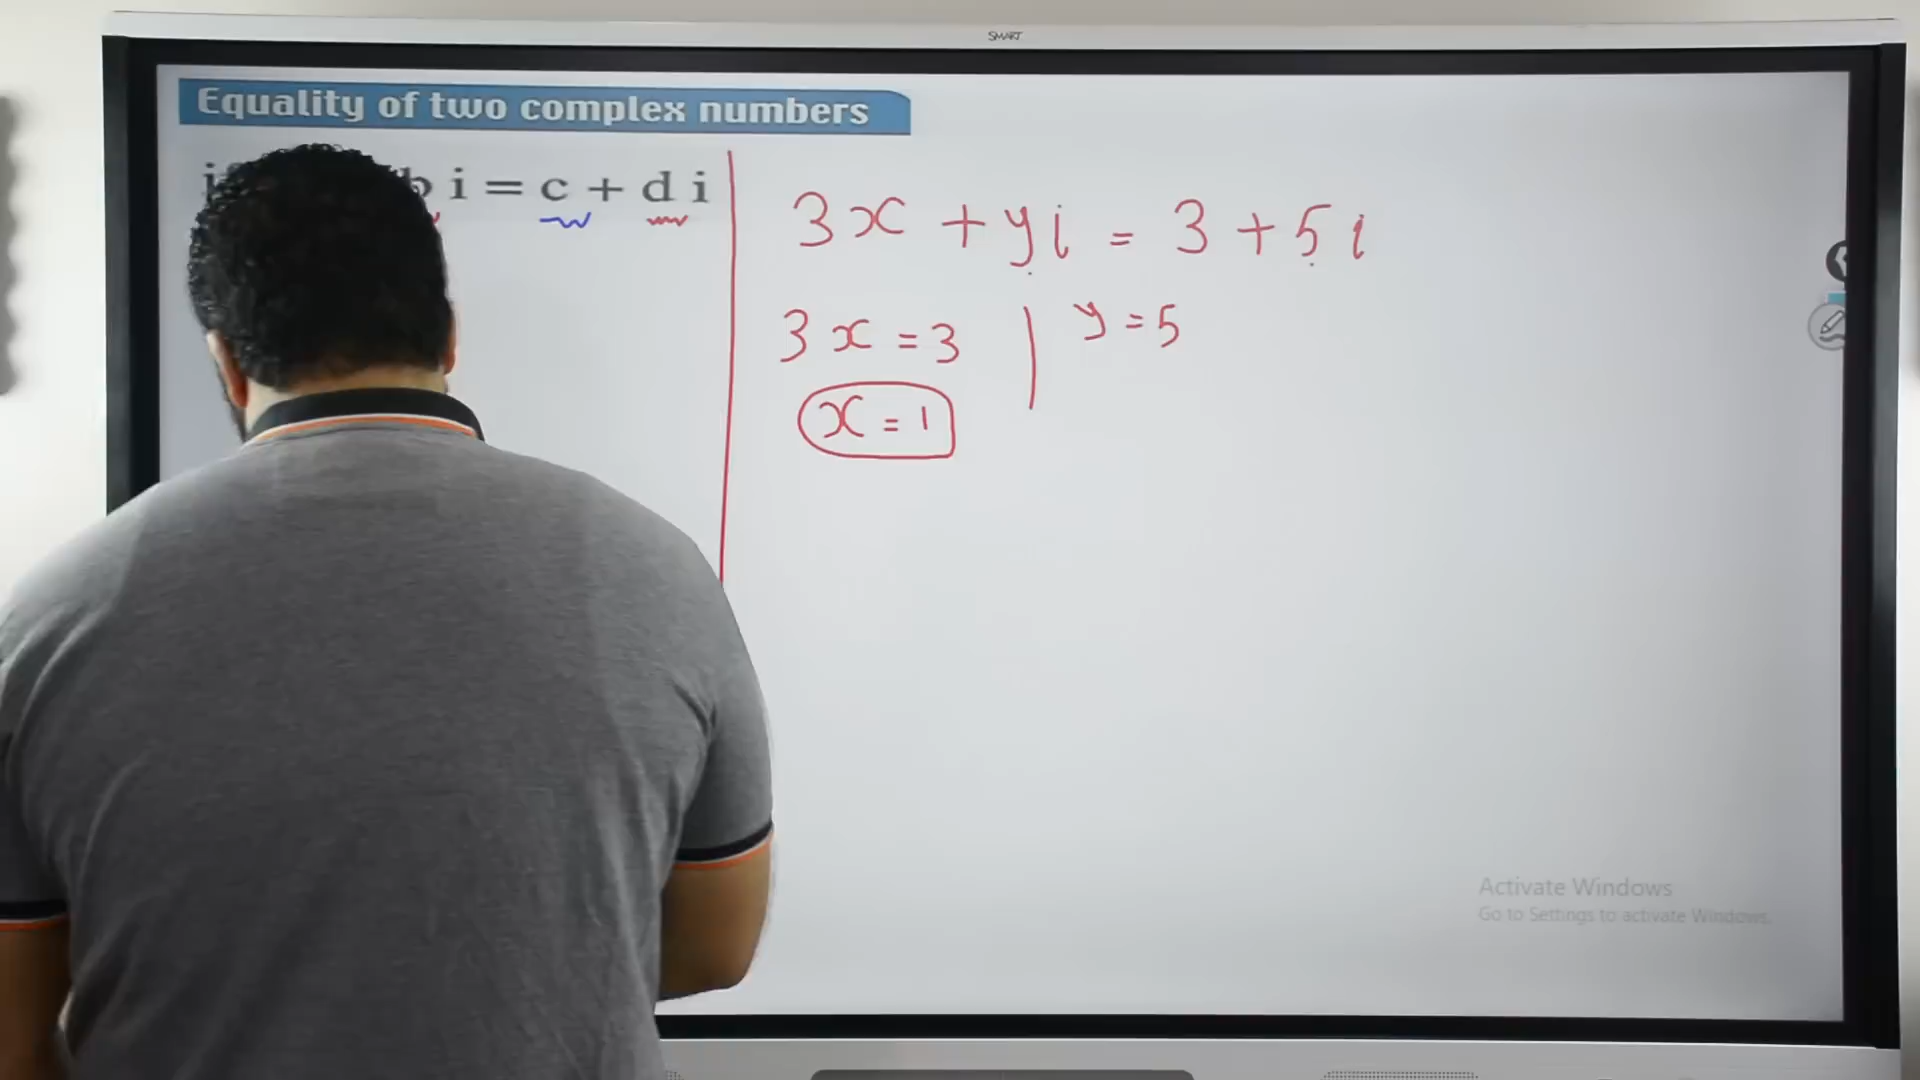 SMART
Equality of two complex numbers
i = c + d i
3x + yi = 3 + 5i
3x = 3
y = 5
x = 1
Activate Windows
Go to Settings to activate Windows.